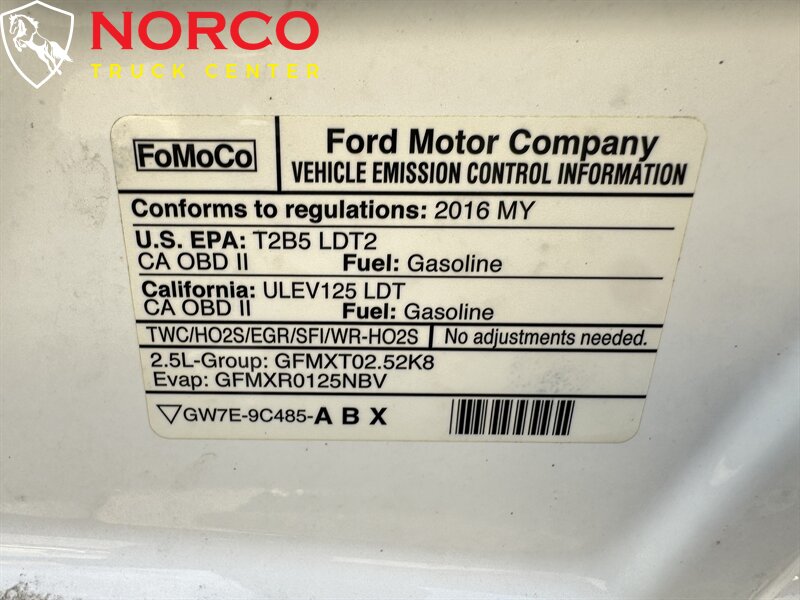 NORCO
TRUCK CENTER
FoMoCo
Ford Motor Company
VEHICLE EMISSION CONTROL INFORMATION
Conforms to regulations: 2016 MY
U.S. EPA: T2B5 LDT2
CA OBD II Fuel: Gasoline
California: ULEV125 LDT
CA OBD II Fuel: Gasoline
TWC/HO2S/EGR/SFI/WR-HO2S No adjustments needed.
2.5L-Group: GFMXT02.52K8
Evap: GFMXR0125NBV
GW7E-9C485-A B X